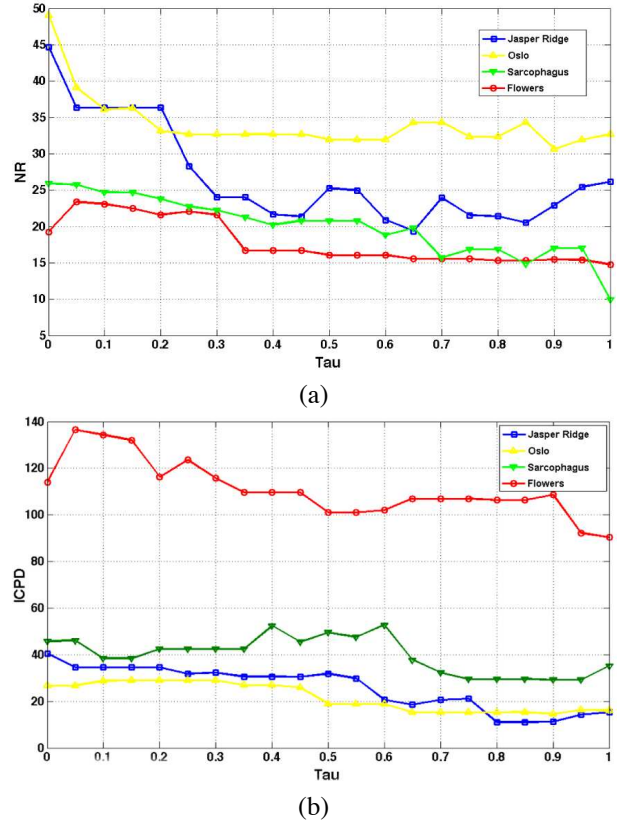 50
45
40
35
30
25
20
15
10
5
NR
Jasper Ridge
Oslo
Sarcophagus
Flowers
0 0.1 0.2 0.3 0.4 0.5 0.6 0.7 0.8 0.9 1
Tau
(a)
140
120
100
80
60
40
20
0
ICPD
Jasper Ridge
Oslo
Sarcophagus
Flowers
0 0.1 0.2 0.3 0.4 0.5 0.6 0.7 0.8 0.9 1
Tau
(b)